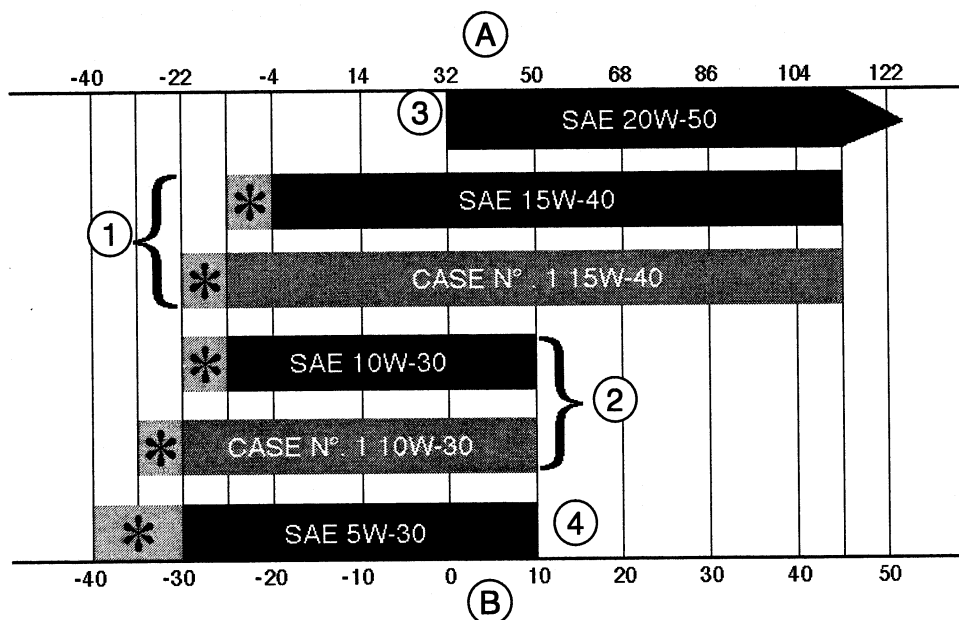 A
-40 -22 -4 14 32 50 68 86 104 122
3 SAE 20W-50
* SAE 15W-40
1
* CASE N°. 1 15W-40
* SAE 10W-30
2
* CASE N°. 1 10W-30
* SAE 5W-30 4
-40 -30 -20 -10 0 10 20 30 40 50
B